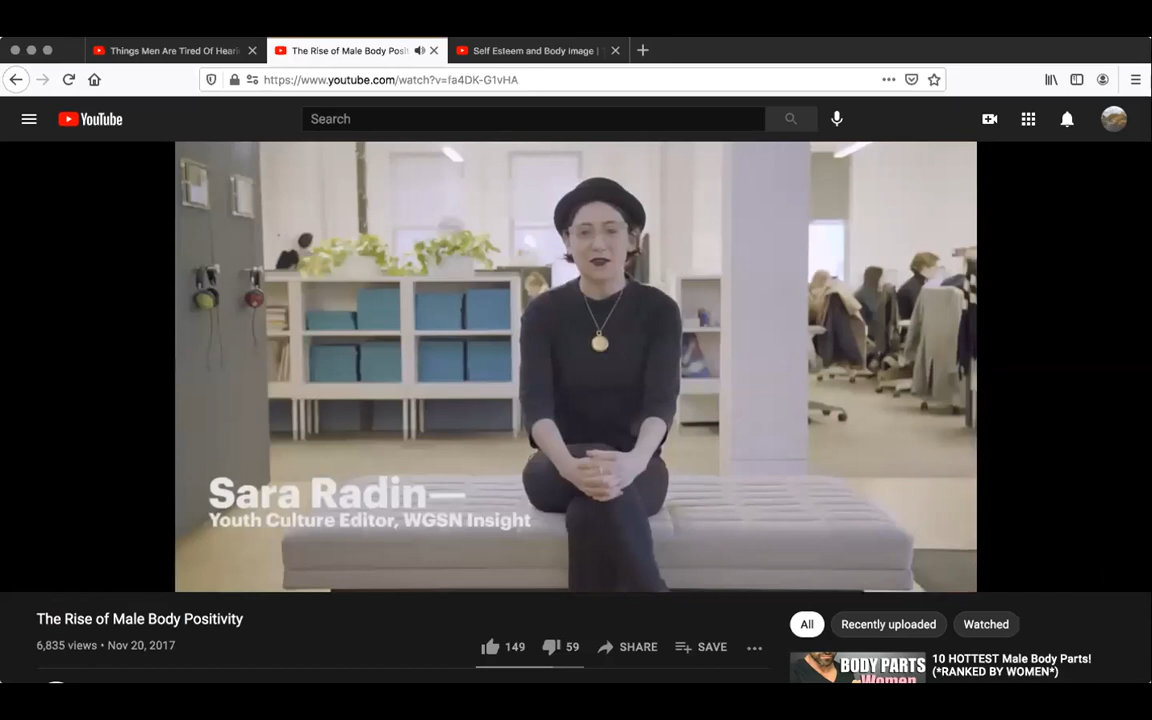 Things Men Are Tired Of Heari
The Rise of Male Body Posit
Self Esteem and Body Image |
https://www.youtube.com/watch?v=fa4DK-G1vHA
YouTube
Search
Sara Radin—
Youth Culture Editor, WGSN Insight
The Rise of Male Body Positivity
6,835 views • Nov 20, 2017
149
59
SHARE
SAVE
All
Recently uploaded
Watched
BODY PARTS
Women
10 HOTTEST Male Body Parts!
(*RANKED BY WOMEN*)